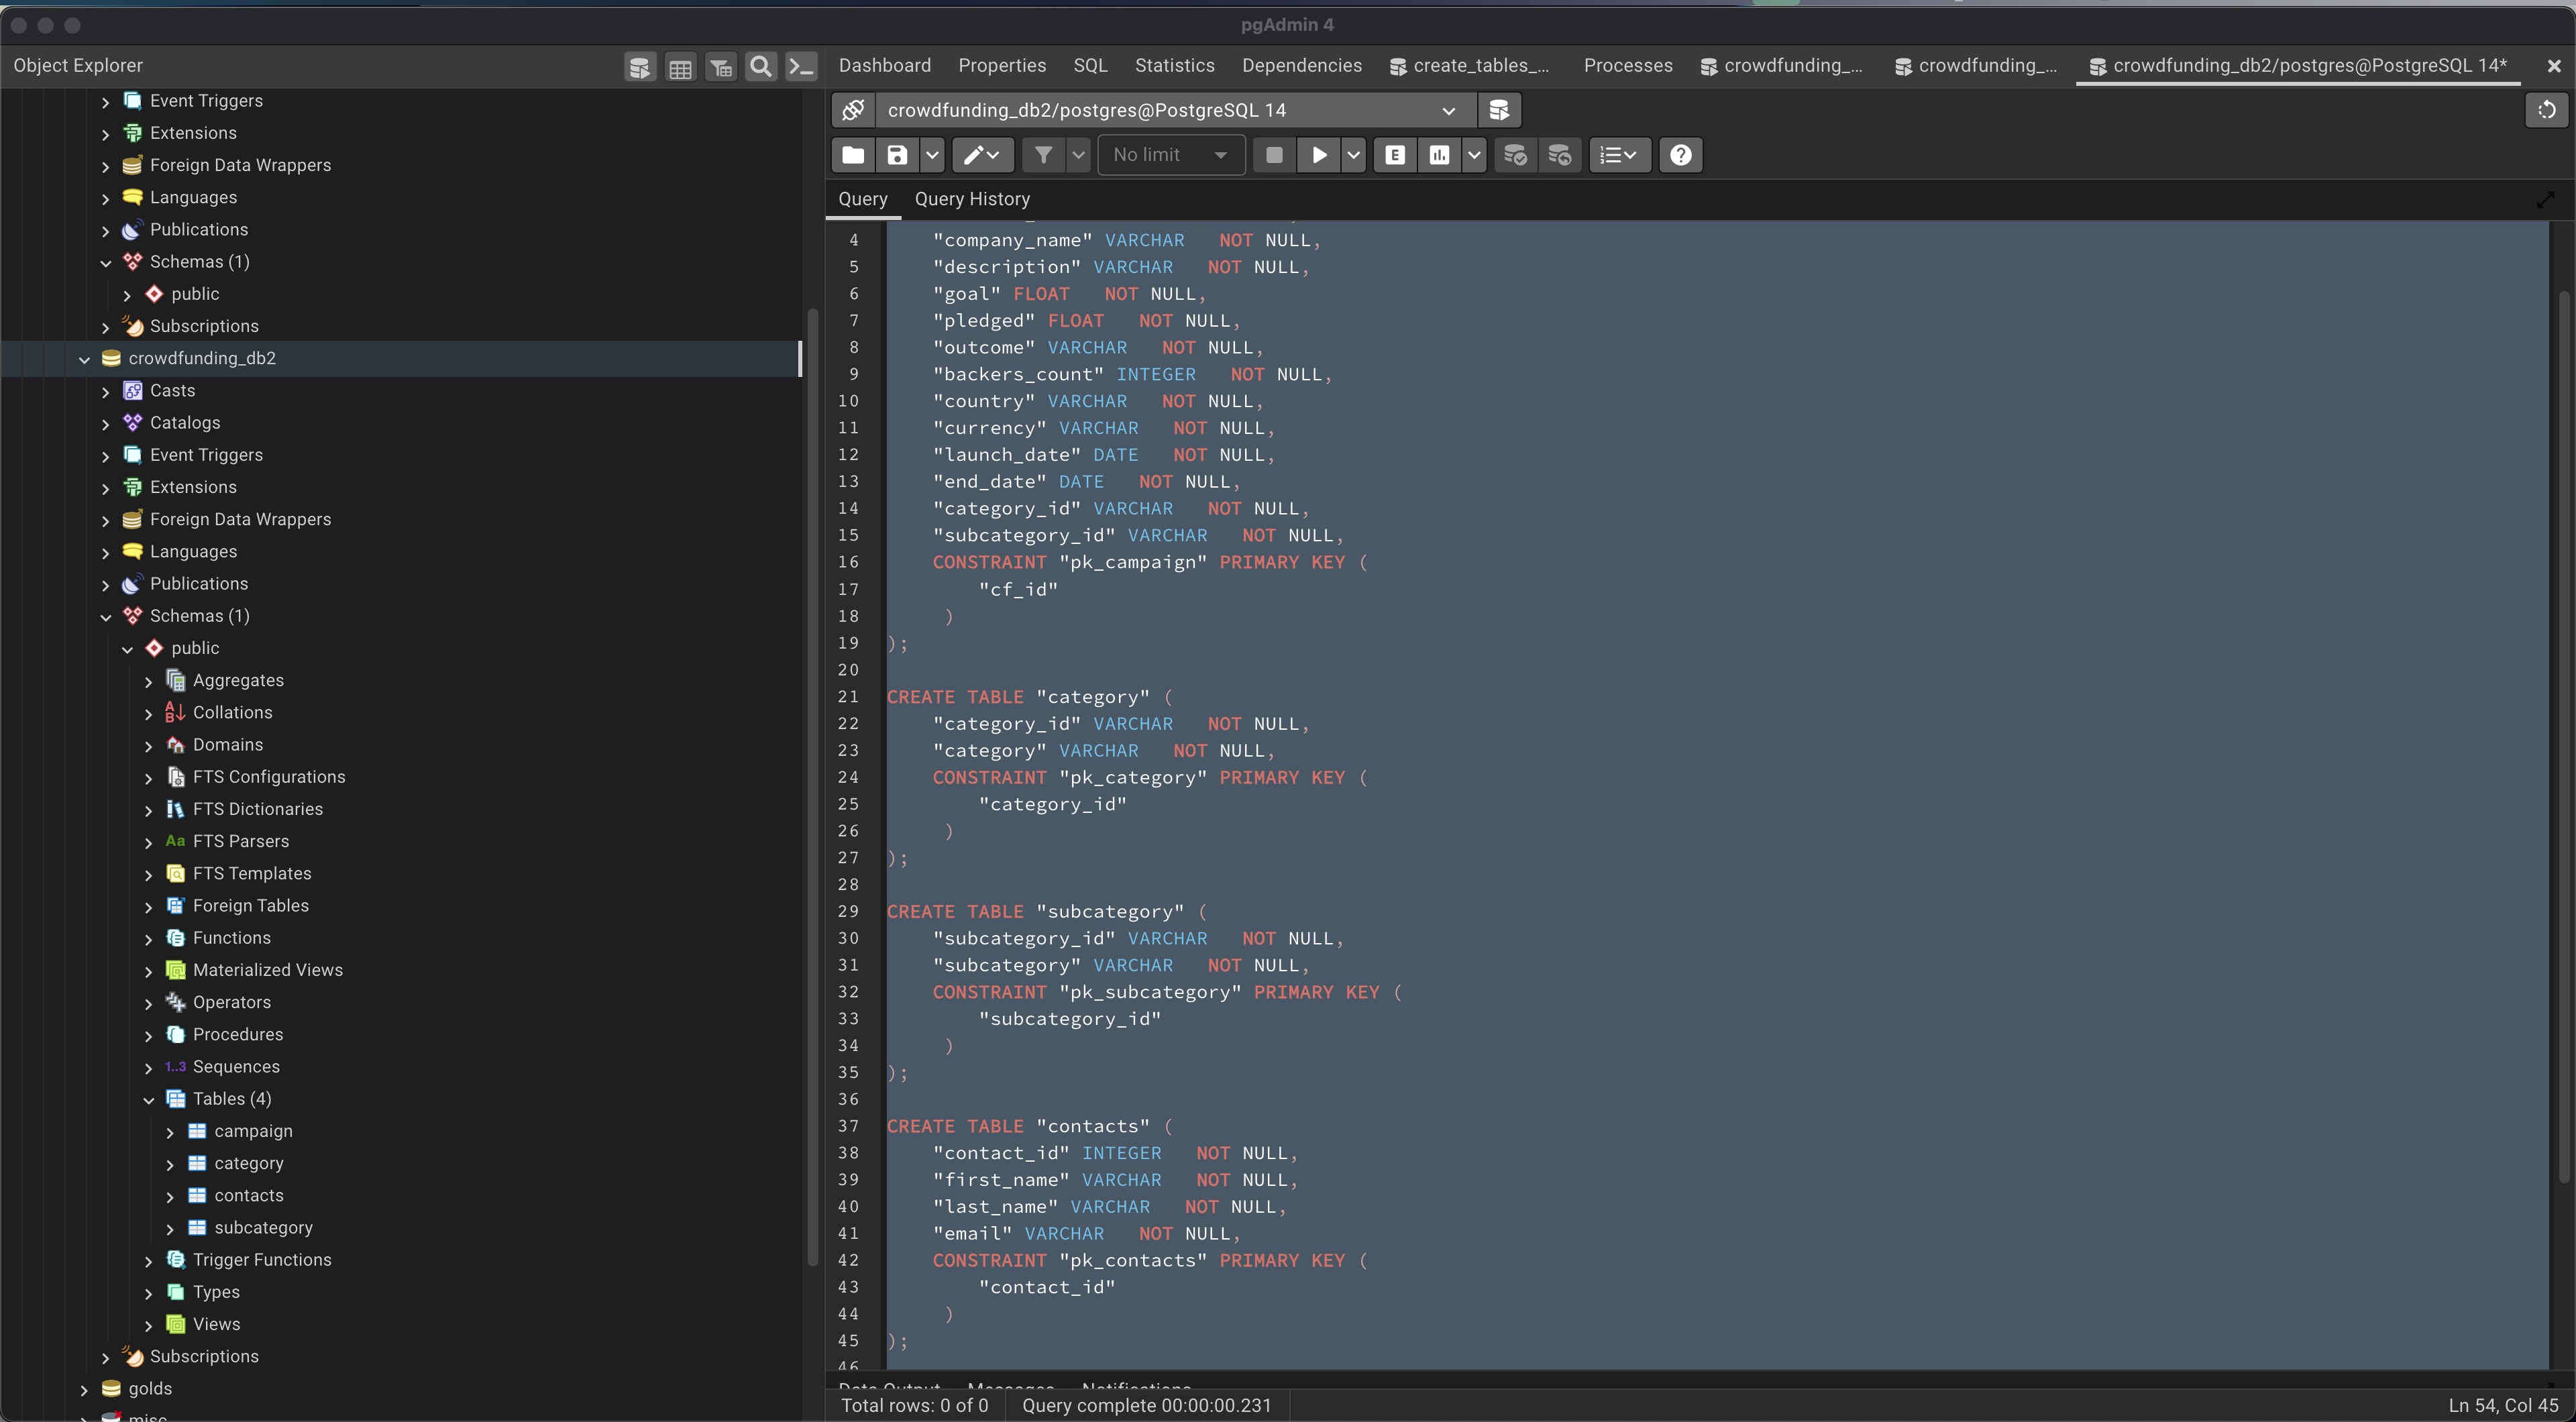 pgAdmin 4
Object Explorer
Event Triggers
Extensions
Foreign Data Wrappers
Languages
Publications
Schemas (1)
public
Subscriptions
crowdfunding_db2
Casts
Catalogs
Event Triggers
Extensions
Foreign Data Wrappers
Languages
Publications
Schemas (1)
public
Aggregates
Collations
Domains
FTS Configurations
FTS Dictionaries
Aa FTS Parsers
FTS Templates
Foreign Tables
Functions
Materialized Views
Operators
Procedures
1..3 Sequences
Tables (4)
campaign
category
contacts
subcategory
Trigger Functions
Types
Views
Subscriptions
golds
misc
Dashboard Properties SQL Statistics Dependencies create_tables_... Processes crowdfunding_... crowdfunding_... crowdfunding_db2/postgres@PostgreSQL 14*
crowdfunding_db2/postgres@PostgreSQL 14
No limit
E
Query Query History
4 "company_name" VARCHAR   NOT NULL,
5 "description" VARCHAR   NOT NULL,
6 "goal" FLOAT   NOT NULL,
7 "pledged" FLOAT   NOT NULL,
8 "outcome" VARCHAR   NOT NULL,
9 "backers_count" INTEGER   NOT NULL,
10 "country" VARCHAR   NOT NULL,
11 "currency" VARCHAR   NOT NULL,
12 "launch_date" DATE   NOT NULL,
13 "end_date" DATE   NOT NULL,
14 "category_id" VARCHAR   NOT NULL,
15 "subcategory_id" VARCHAR   NOT NULL,
16 CONSTRAINT "pk_campaign" PRIMARY KEY (
17 "cf_id"
18 )
19 );
20
21 CREATE TABLE "category" (
22 "category_id" VARCHAR   NOT NULL,
23 "category" VARCHAR   NOT NULL,
24 CONSTRAINT "pk_category" PRIMARY KEY (
25 "category_id"
26 )
27 );
28
29 CREATE TABLE "subcategory" (
30 "subcategory_id" VARCHAR   NOT NULL,
31 "subcategory" VARCHAR   NOT NULL,
32 CONSTRAINT "pk_subcategory" PRIMARY KEY (
33 "subcategory_id"
34 )
35 );
36
37 CREATE TABLE "contacts" (
38 "contact_id" INTEGER   NOT NULL,
39 "first_name" VARCHAR   NOT NULL,
40 "last_name" VARCHAR   NOT NULL,
41 "email" VARCHAR   NOT NULL,
42 CONSTRAINT "pk_contacts" PRIMARY KEY (
43 "contact_id"
44 )
45 );
46
Data Output Messages Notifications
Total rows: 0 of 0 Query complete 00:00:00.231 Ln 54, Col 45